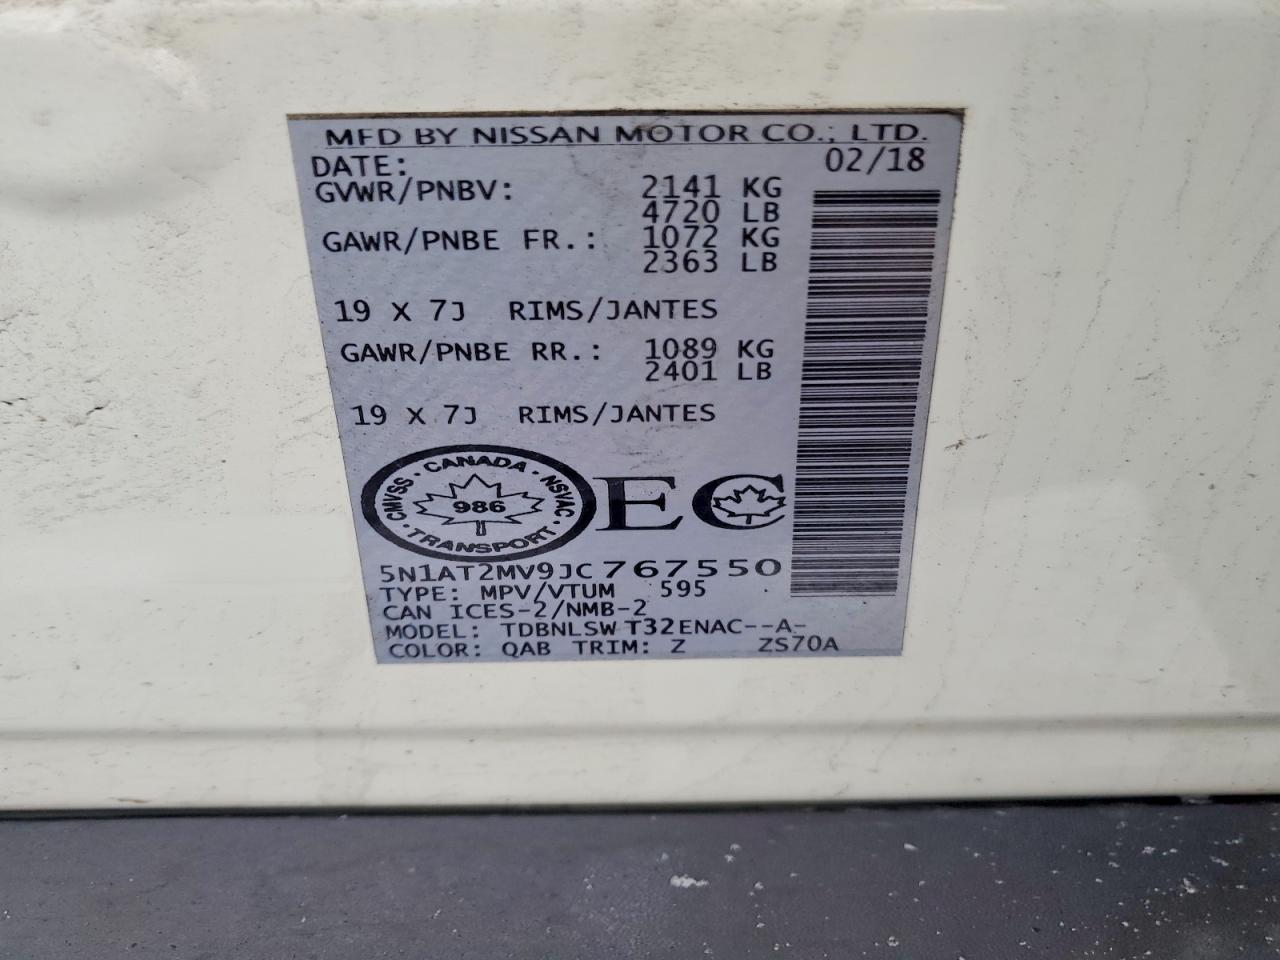 MFD BY NISSAN MOTOR CO., LTD.
DATE: 02/18
GVWR/PNBV: 2141 KG
4720 LB
GAWR/PNBE FR.: 1072 KG
2363 LB
19 X 7J RIMS/JANTES
GAWR/PNBE RR.: 1089 KG
2401 LB
19 X 7J RIMS/JANTES
CANADA · NSVAC · TRANSPORT · CMVSS ·
986
EC
5N1AT2MV9JC767550
TYPE: MPV/VTUM 595
CAN ICES-2/NMB-2
MODEL: TDBNLSW T32ENAC--A-
COLOR: QAB TRIM: Z ZS70A